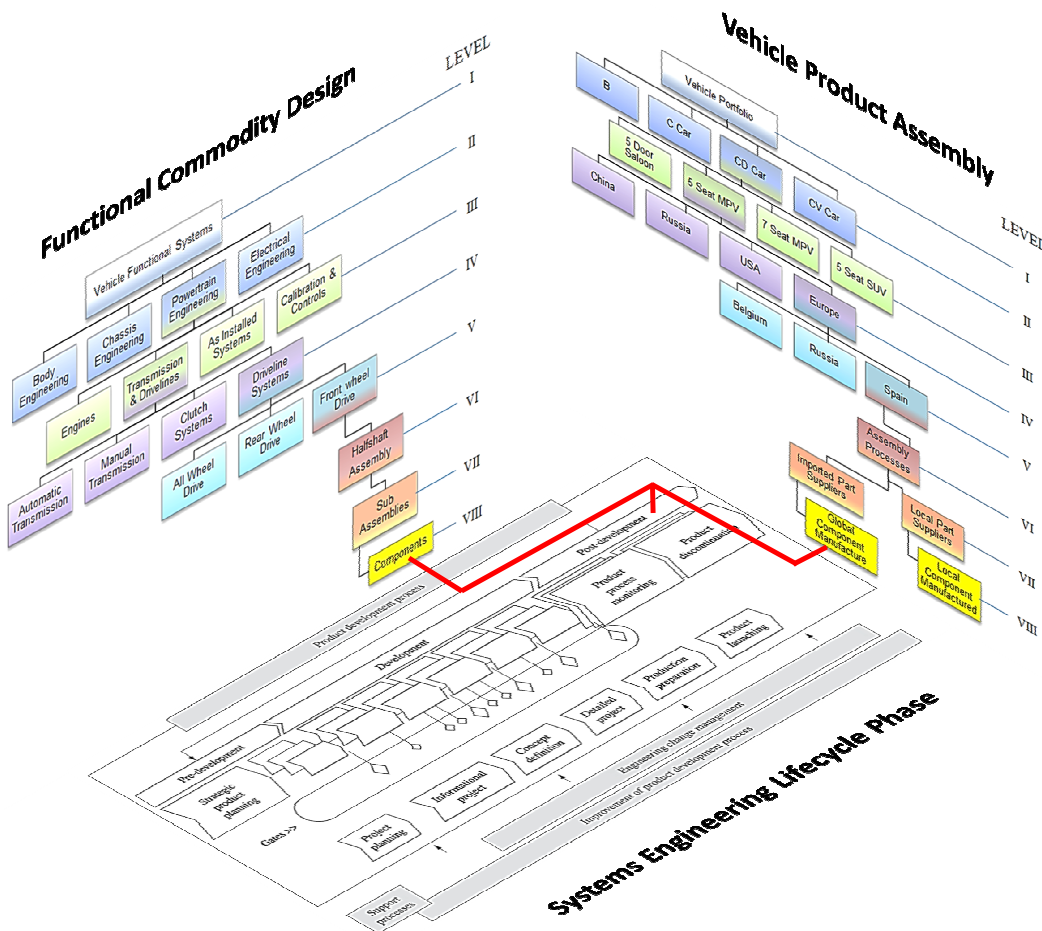 Functional Commodity Design
LEVEL
I
II
III
IV
V
VI
VII
VIII
Vehicle Functional Systems
Body
Engineering
Chassis
Engineering
Powertrain
Engineering
Electrical
Engineering
Engines
Transmission
& Drivelines
As Installed
Systems
Calibration &
Controls
Automatic
Transmission
Manual
Transmission
Clutch
Systems
Driveline
Systems
All Wheel
Drive
Rear Wheel
Drive
Front wheel
Drive
Halfshaft
Assembly
Sub
Assemblies
Components
Vehicle Product Assembly
LEVEL
I
II
III
IV
V
VI
VII
VIII
Vehicle Portfolio
B
C Car
CD Car
CV Car
5 Door
Saloon
5 Seat MPV
7 Seat MPV
5 Seat SUV
China
Russia
USA
Europe
Belgium
Russia
Spain
Assembly
Processes
Imported Part
Suppliers
Local Part
Suppliers
Global
Component
Manufacture
Local
Component
Manufactured
Systems Engineering Lifecycle Phase
Product development process
Pre-development
Development
Post-development
Strategic
product
planning
Product
process
monitoring
Product
discontinuation
Gates >>
Project
planning
Informational
project
Concept
definition
Detailed
project
Production
preparation
Product
launching
Engineering change management
Improvement of product development process
Support
processes